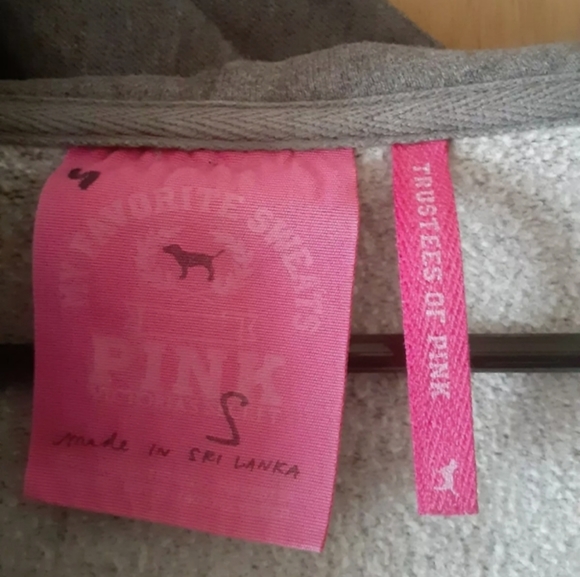 MY FAVORITE SWEATS
PINK
VICTORIA'S SECRET
S
made IN SRI LANKA
TRUSTEES OF PINK